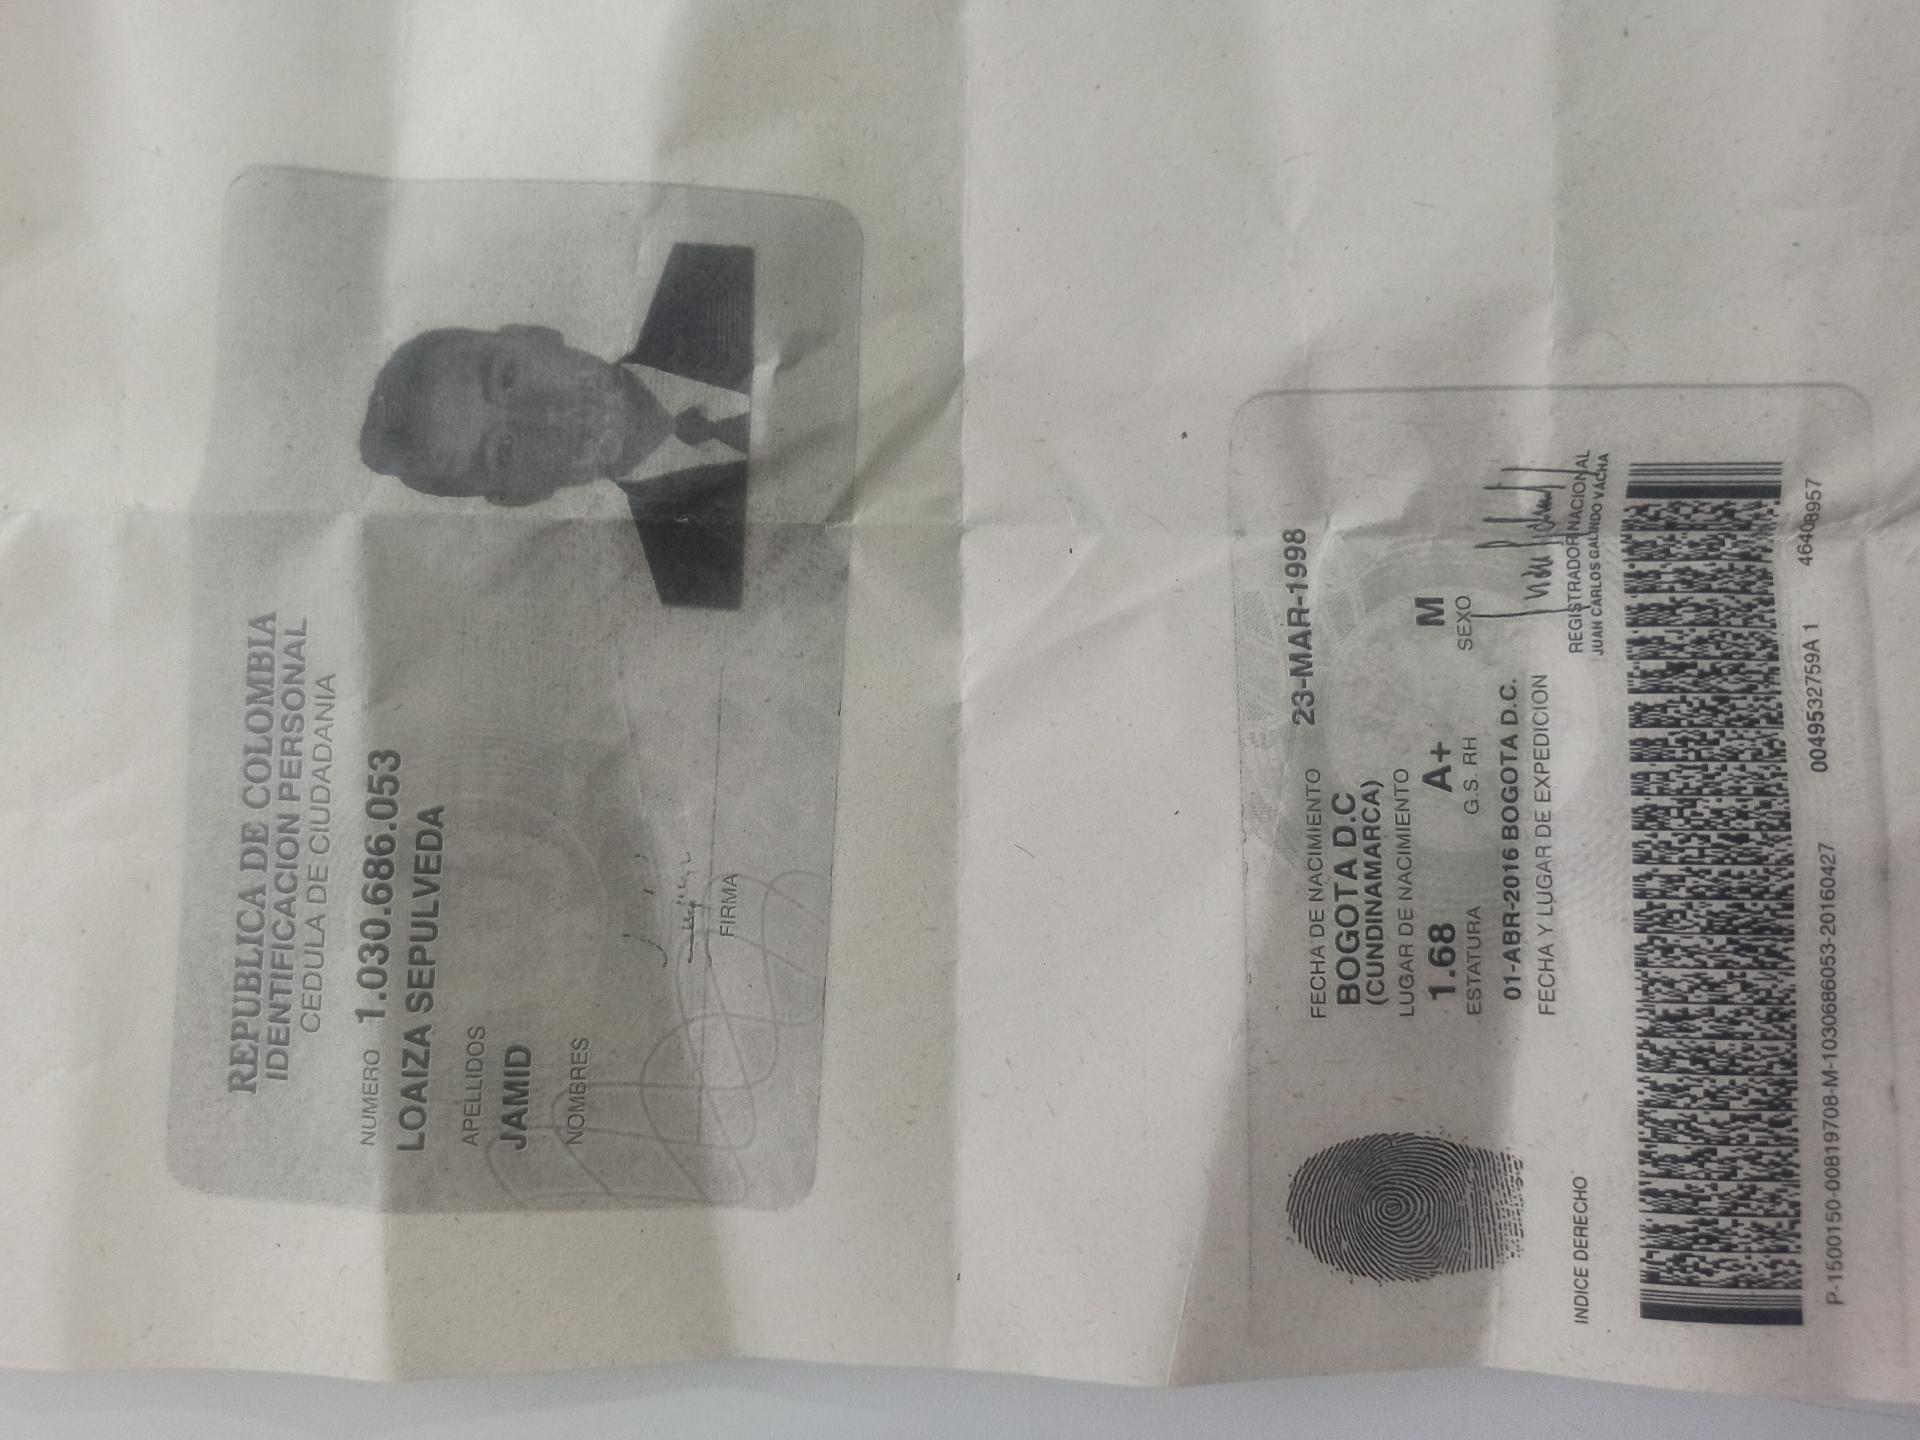 REPUBLICA DE COLOMBIA
IDENTIFICACION PERSONAL
CEDULA DE CIUDADANIA
NUMERO 1.030.686.053
LOAIZA SEPULVEDA
APELLIDOS
JAMID
NOMBRES
FIRMA
FECHA DE NACIMIENTO 23-MAR-1998
BOGOTA D.C
(CUNDINAMARCA)
LUGAR DE NACIMIENTO
1.68 A+ M
ESTATURA G.S. RH SEXO
01-ABR-2016 BOGOTA D.C.
FECHA Y LUGAR DE EXPEDICION
INDICE DERECHO
REGISTRADOR NACIONAL
JUAN CARLOS GALINDO VACHA
P-1500150-00819708-M-1030686053-20160427 0049532759A 1 46408957